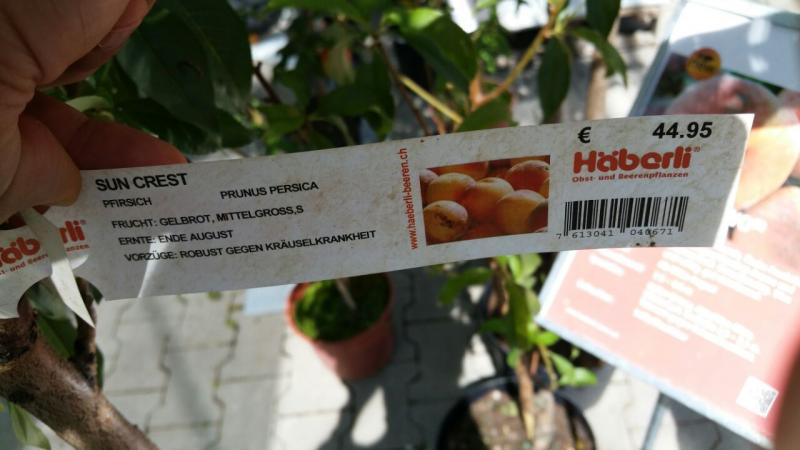 SUN CREST
PFIRSICH PRUNUS PERSICA
FRUCHT: GELBROT, MITTELGROSS,S
ERNTE: ENDE AUGUST
VORZÜGE: ROBUST GEGEN KRÄUSELKRANKHEIT
www.haeberli-beeren.ch
€ 44.95
Häberli®
Obst- und Beerenpflanzen
7 613041 040671